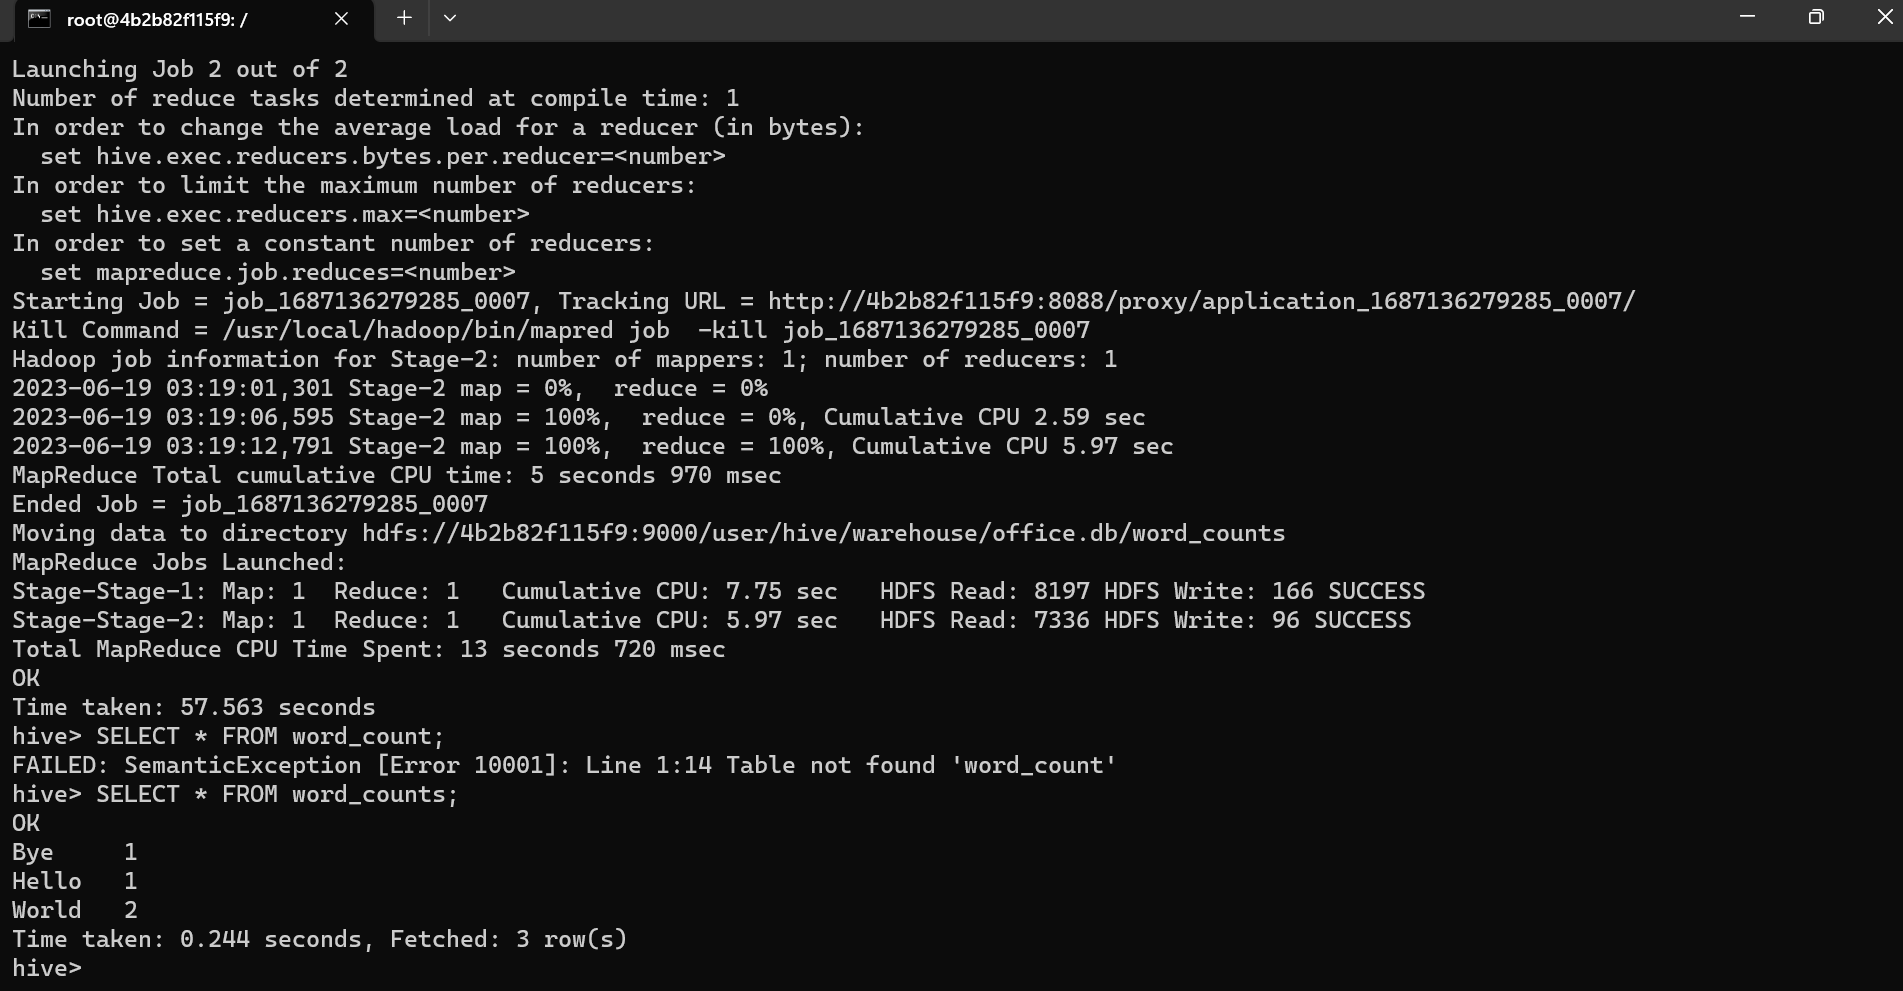 root@4b2b82f115f9: /
Launching Job 2 out of 2
Number of reduce tasks determined at compile time: 1
In order to change the average load for a reducer (in bytes):
  set hive.exec.reducers.bytes.per.reducer=<number>
In order to limit the maximum number of reducers:
  set hive.exec.reducers.max=<number>
In order to set a constant number of reducers:
  set mapreduce.job.reduces=<number>
Starting Job = job_1687136279285_0007, Tracking URL = http://4b2b82f115f9:8088/proxy/application_1687136279285_0007/
Kill Command = /usr/local/hadoop/bin/mapred job  -kill job_1687136279285_0007
Hadoop job information for Stage-2: number of mappers: 1; number of reducers: 1
2023-06-19 03:19:01,301 Stage-2 map = 0%,  reduce = 0%
2023-06-19 03:19:06,595 Stage-2 map = 100%,  reduce = 0%, Cumulative CPU 2.59 sec
2023-06-19 03:19:12,791 Stage-2 map = 100%,  reduce = 100%, Cumulative CPU 5.97 sec
MapReduce Total cumulative CPU time: 5 seconds 970 msec
Ended Job = job_1687136279285_0007
Moving data to directory hdfs://4b2b82f115f9:9000/user/hive/warehouse/office.db/word_counts
MapReduce Jobs Launched:
Stage-Stage-1: Map: 1  Reduce: 1   Cumulative CPU: 7.75 sec   HDFS Read: 8197 HDFS Write: 166 SUCCESS
Stage-Stage-2: Map: 1  Reduce: 1   Cumulative CPU: 5.97 sec   HDFS Read: 7336 HDFS Write: 96 SUCCESS
Total MapReduce CPU Time Spent: 13 seconds 720 msec
OK
Time taken: 57.563 seconds
hive> SELECT * FROM word_count;
FAILED: SemanticException [Error 10001]: Line 1:14 Table not found 'word_count'
hive> SELECT * FROM word_counts;
OK
Bye     1
Hello   1
World   2
Time taken: 0.244 seconds, Fetched: 3 row(s)
hive>